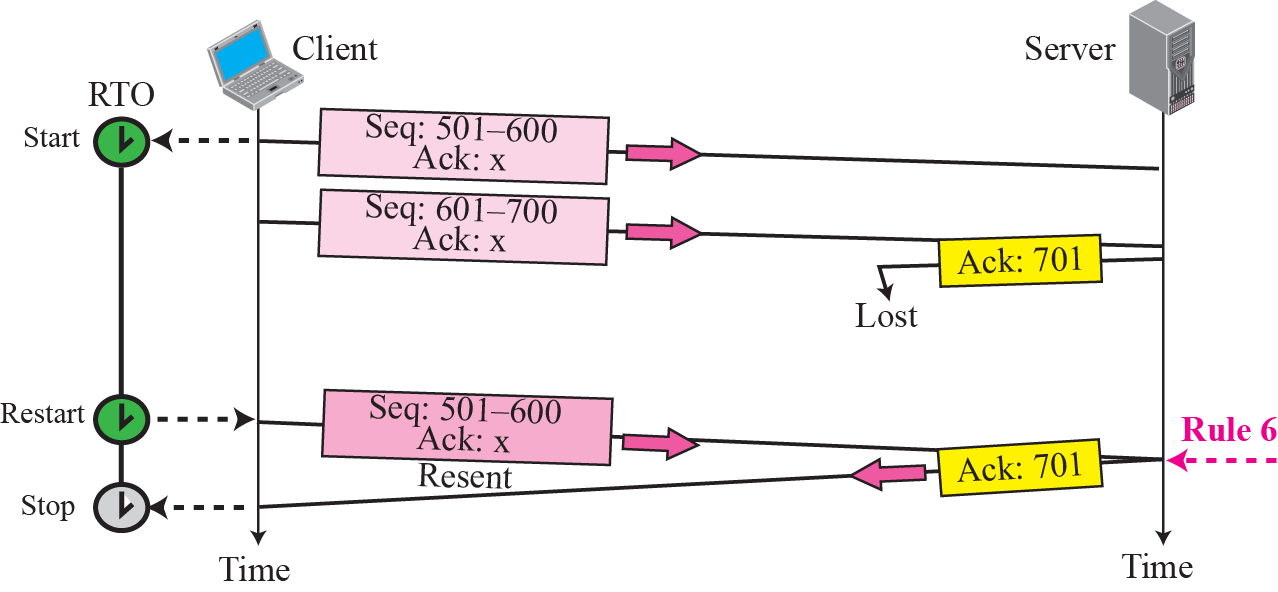 Client
Server
RTO
Start
Seq: 501–600
Ack: x
Seq: 601–700
Ack: x
Ack: 701
Lost
Restart
Seq: 501–600
Ack: x
Resent
Rule 6
Ack: 701
Stop
Time
Time